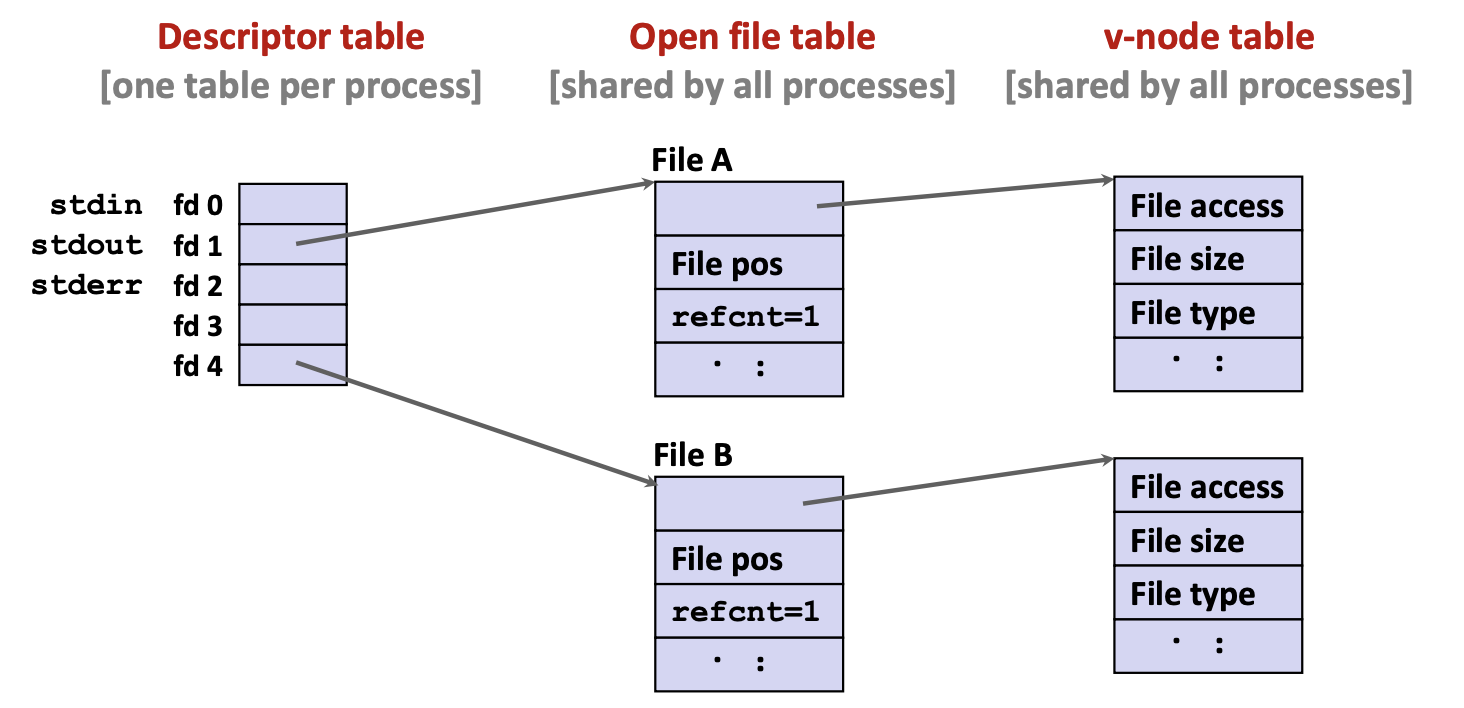 Descriptor table
[one table per process]
Open file table
[shared by all processes]
v-node table
[shared by all processes]
stdin fd 0
stdout fd 1
stderr fd 2
fd 3
fd 4
File A
File pos
refcnt=1
. :
File access
File size
File type
. :
File B
File pos
refcnt=1
. :
File access
File size
File type
. :